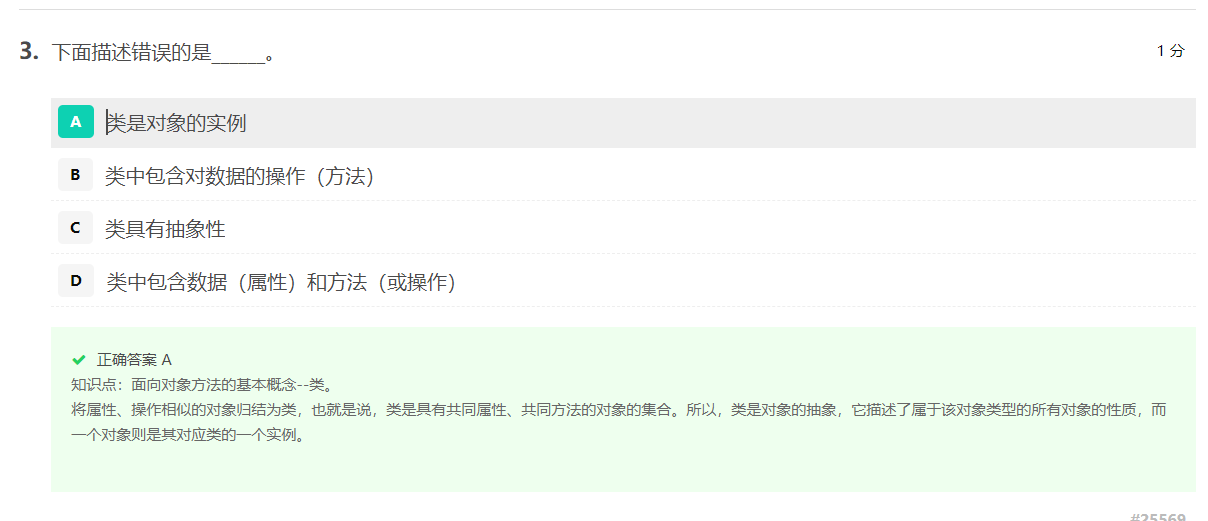 3. 下面描述错误的是______。 1 分
A 类是对象的实例
B 类中包含对数据的操作（方法）
C 类具有抽象性
D 类中包含数据（属性）和方法（或操作）
正确答案 A
知识点：面向对象方法的基本概念--类。
将属性、操作相似的对象归结为类，也就是说，类是具有共同属性、共同方法的对象的集合。所以，类是对象的抽象，它描述了属于该对象类型的所有对象的性质，而
一个对象则是其对应类的一个实例。
#25569